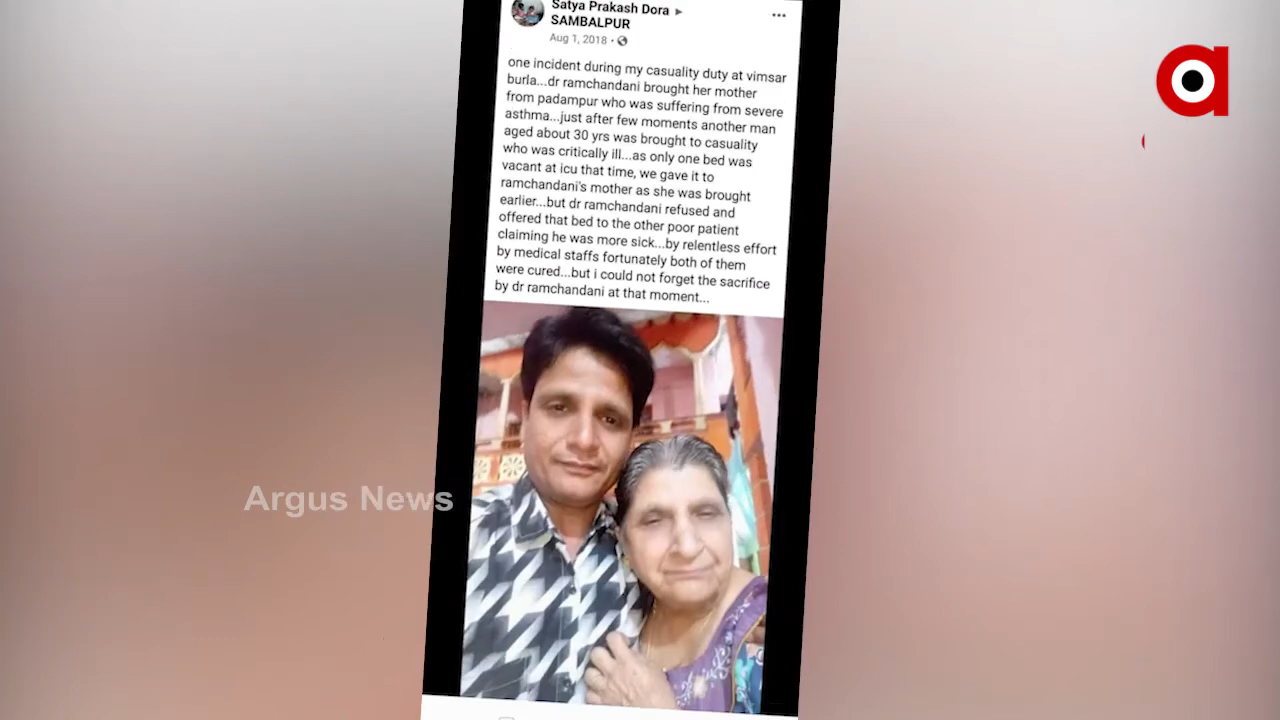 Satya Prakash Dora ▸
SAMBALPUR
Aug 1, 2018 •
one incident during my casuality duty at vimsar
burla...dr ramchandani brought her mother
from padampur who was suffering from severe
asthma...just after few moments another man
aged about 30 yrs was brought to casuality
who was critically ill...as only one bed was
vacant at icu that time, we gave it to
ramchandani's mother as she was brought
earlier...but dr ramchandani refused and
offered that bed to the other poor patient
claiming he was more sick...by relentless effort
by medical staffs fortunately both of them
were cured...but i could not forget the sacrifice
by dr ramchandani at that moment...
Argus News
a